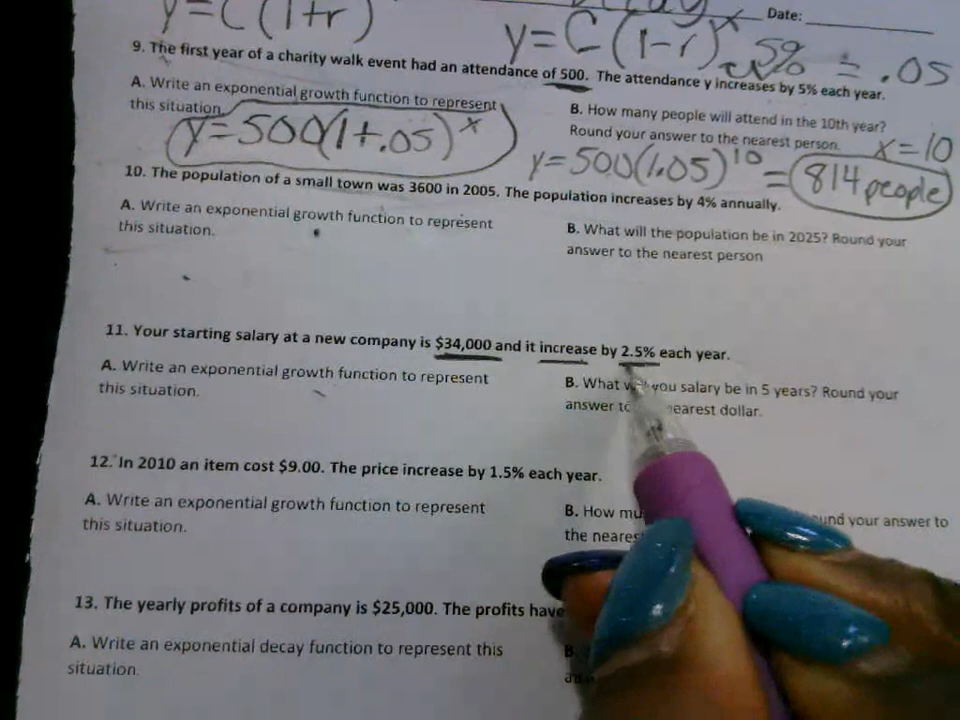 y=C(1+r)
Date:
y=C(1-r)^x 5% = .05
9. The first year of a charity walk event had an attendance of 500. The attendance y increases by 5% each year.
A. Write an exponential growth function to represent
this situation.
y=500(1+.05)^x
B. How many people will attend in the 10th year?
Round your answer to the nearest person.
x=10
y=500(1.05)^10 = 814 people
10. The population of a small town was 3600 in 2005. The population increases by 4% annually.
A. Write an exponential growth function to represent
this situation.
B. What will the population be in 2025? Round your
answer to the nearest person
11. Your starting salary at a new company is $34,000 and it increase by 2.5% each year.
A. Write an exponential growth function to represent
this situation.
B. What you salary be in 5 years? Round your
answer to nearest dollar.
12. In 2010 an item cost $9.00. The price increase by 1.5% each year.
A. Write an exponential growth function to represent
this situation.
B. How your answer to
the
13. The yearly profits of a company is $25,000. The profits have
A. Write an exponential decay function to represent this
situation.
B.